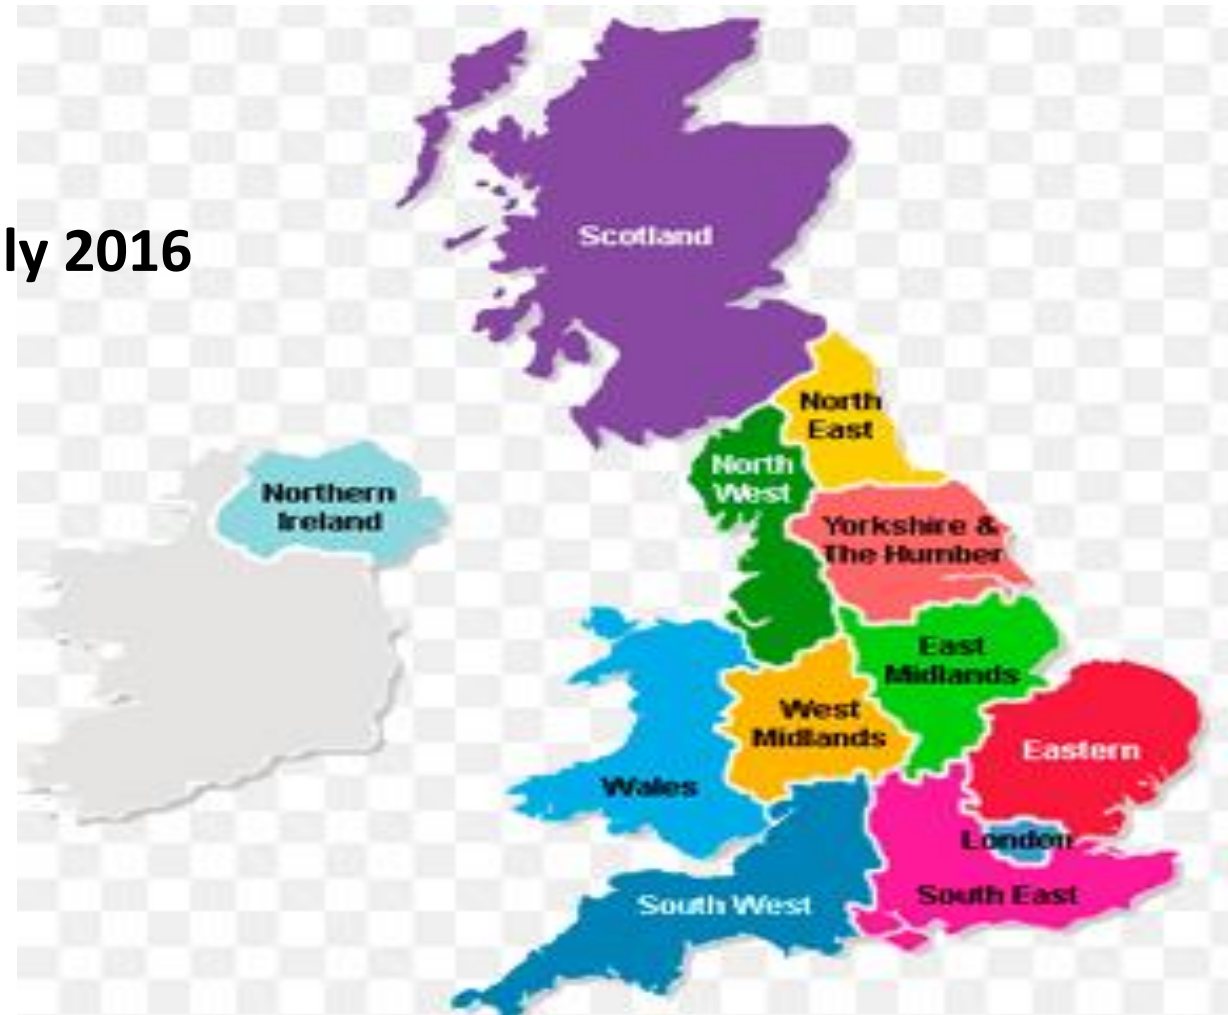 Scotland
ly 2016
North
East
North
West
Northern
Ireland
Yorkshire &
The Humber
East
Midlands
West
Midlands
Eastern
Wales
London
South East
South West